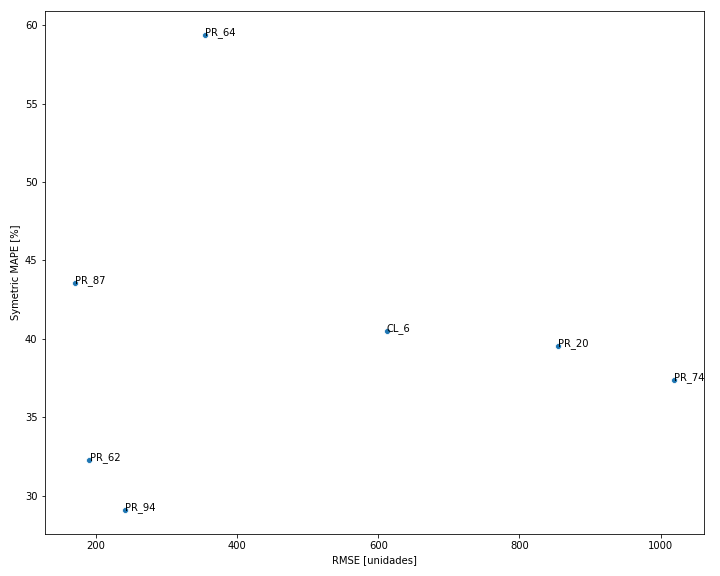 60
PR_64
55
50
45
PR_87
Symetric MAPE [%]
40
CL_6
PR_20
PR_74
35
PR_62
30
PR_94
200
400
600
800
1000
RMSE [unidades]